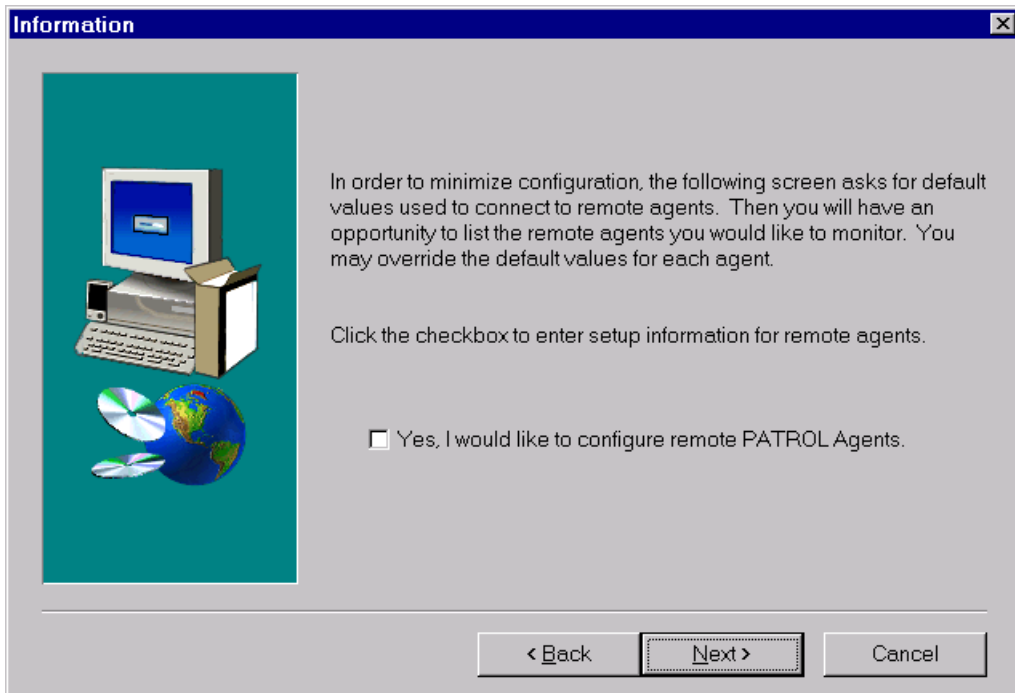 Information
In order to minimize configuration, the following screen asks for default
values used to connect to remote agents. Then you will have an
opportunity to list the remote agents you would like to monitor. You
may override the default values for each agent.
Click the checkbox to enter setup information for remote agents.
Yes, I would like to configure remote PATROL Agents.
< Back
Next >
Cancel